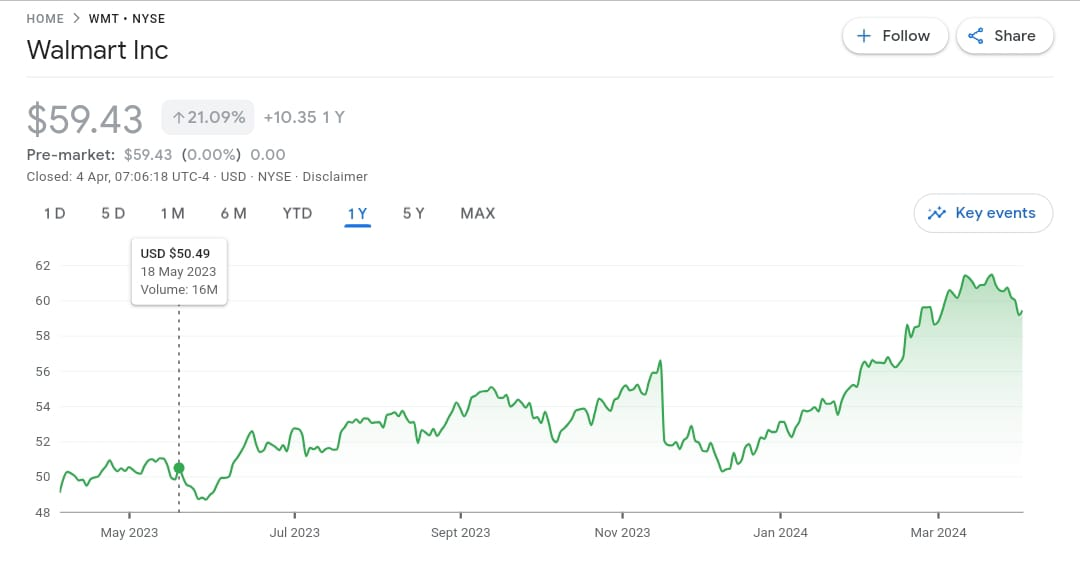 HOME > WMT • NYSE
Walmart Inc
+ Follow
Share
$59.43 ↑21.09% +10.35 1 Y
Pre-market: $59.43 (0.00%) 0.00
Closed: 4 Apr, 07:06:18 UTC-4 · USD · NYSE · Disclaimer
1 D 5 D 1 M 6 M YTD 1 Y 5 Y MAX
Key events
USD $50.49
18 May 2023
Volume: 16M
62
60
58
56
54
52
50
48
May 2023 Jul 2023 Sept 2023 Nov 2023 Jan 2024 Mar 2024